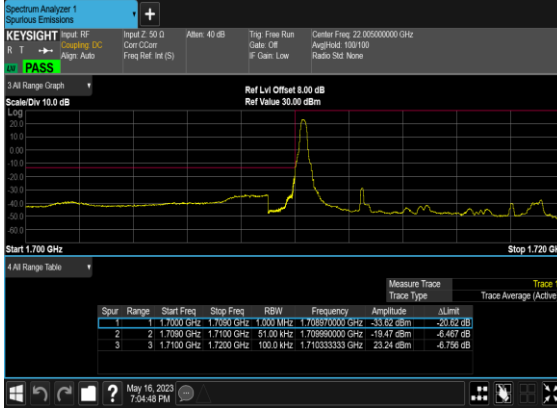 Spectrum Analyzer 1
Spurious Emissions
+
KEYSIGHT Input: RF Input Z: 50 Ω Atten: 40 dB Trig: Free Run Center Freq: 22.005000000 GHz
R T Coupling: DC Corr CCorr Gate: Off Avg|Hold: 100/100
Align: Auto Freq Ref: Int (S) IF Gain: Low Radio Std: None
LXI PASS
3 All Range Graph
Ref Lvl Offset 8.00 dB
Scale/Div 10.0 dB Ref Value 30.00 dBm
Log
20.0
10.0
0.00
-10.0
-20.0
-30.0
-40.0
-50.0
-60.0
Start 1.700 GHz Stop 1.720 GH
4 All Range Table
Measure Trace Trace 1
Trace Type Trace Average (Active
Spur Range Start Freq Stop Freq RBW Frequency Amplitude ΔLimit
1 1 1.7000 GHz 1.7090 GHz 1.000 MHz 1.708970000 GHz -33.62 dBm -20.62 dB
2 2 1.7090 GHz 1.7100 GHz 51.00 kHz 1.709990000 GHz -19.47 dBm -6.467 dB
3 3 1.7100 GHz 1.7200 GHz 100.0 kHz 1.710333333 GHz 23.24 dBm -6.756 dB
?
May 16, 2023
7:04:48 PM